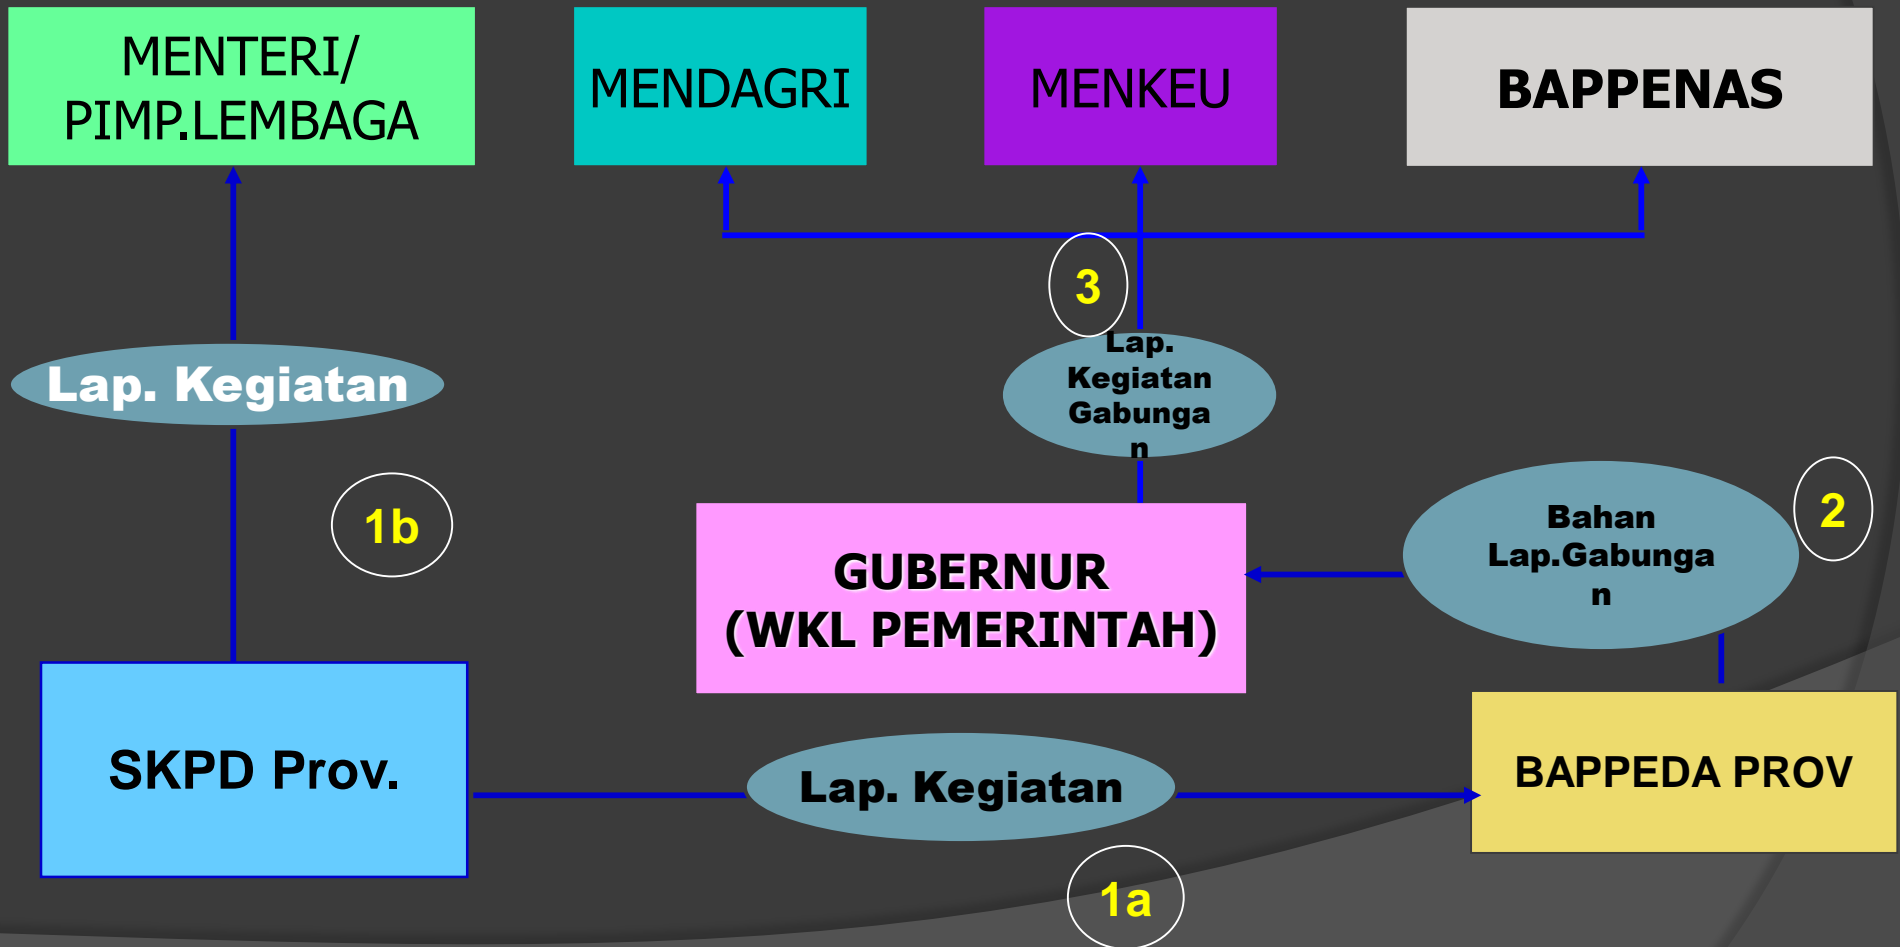 MENTERI/
PIMP.LEMBAGA
MENDAGRI
MENKEU
BAPPENAS
3
Lap. Kegiatan
Lap.
Kegiatan
Gabunga
n
1b
GUBERNUR
(WKL PEMERINTAH)
Bahan
Lap.Gabunga
n
2
SKPD Prov.
Lap. Kegiatan
BAPPEDA PROV
1a